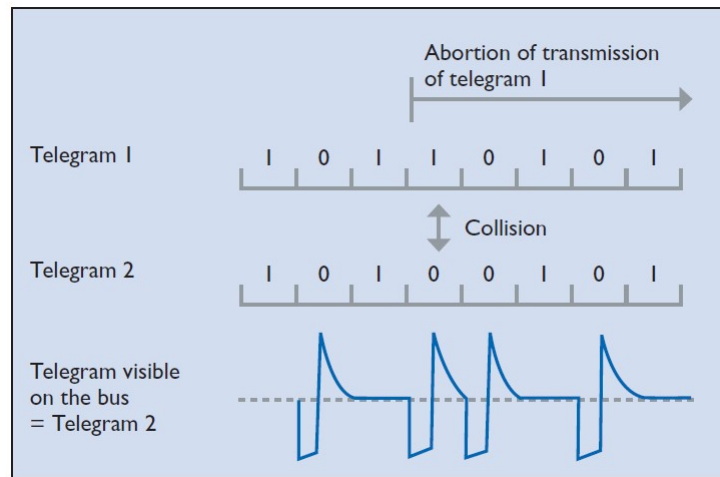 Abortion of transmission
of telegram 1
Telegram 1
1 0 1 1 0 1 0 1
Collision
Telegram 2
1 0 1 0 0 1 0 1
Telegram visible
on the bus
= Telegram 2